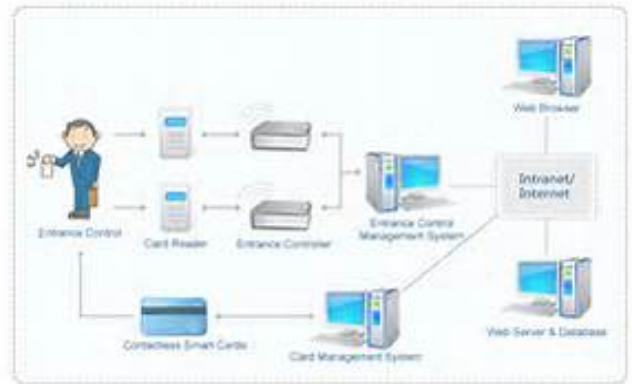 Web Browser
Intranet/
Internet
Entrance Control
Card Reader
Entrance Controller
Entrance Control
Management System
Web Server & Database
Contactless Smart Cards
Card Management System